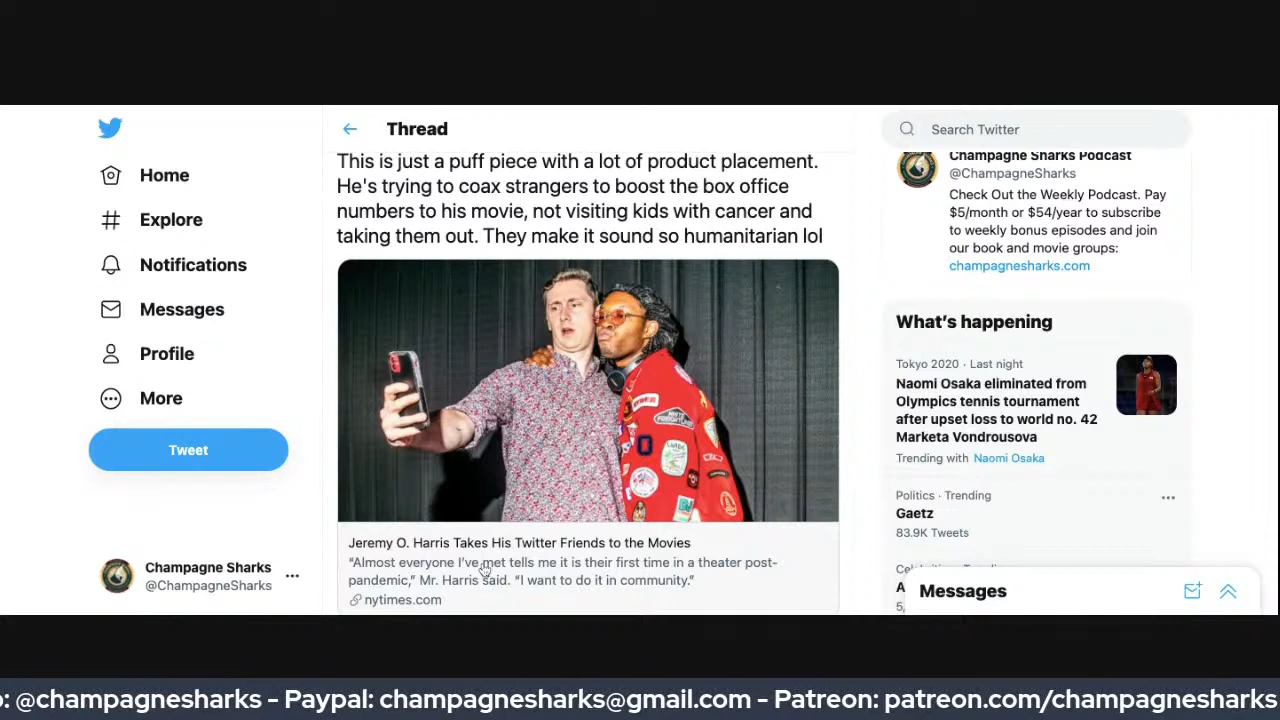 Home
Explore
Notifications
Messages
Profile
More
Tweet
Champagne Sharks
@ChampagneSharks
Thread
This is just a puff piece with a lot of product placement.
He's trying to coax strangers to boost the box office
numbers to his movie, not visiting kids with cancer and
taking them out. They make it sound so humanitarian lol
Jeremy O. Harris Takes His Twitter Friends to the Movies
“Almost everyone I’ve met tells me it is their first time in a theater post-
pandemic,” Mr. Harris said. “I want to do it in community.”
nytimes.com
Search Twitter
Champagne Sharks Podcast
@ChampagneSharks
Check Out the Weekly Podcast. Pay
$5/month or $54/year to subscribe
to weekly bonus episodes and join
our book and movie groups:
champagnesharks.com
What’s happening
Tokyo 2020 · Last night
Naomi Osaka eliminated from
Olympics tennis tournament
after upset loss to world no. 42
Marketa Vondrousova
Trending with Naomi Osaka
Politics · Trending
Gaetz
83.9K Tweets
A
5,
Messages
: @champagnesharks - Paypal: champagnesharks@gmail.com - Patreon: patreon.com/champagnesharks